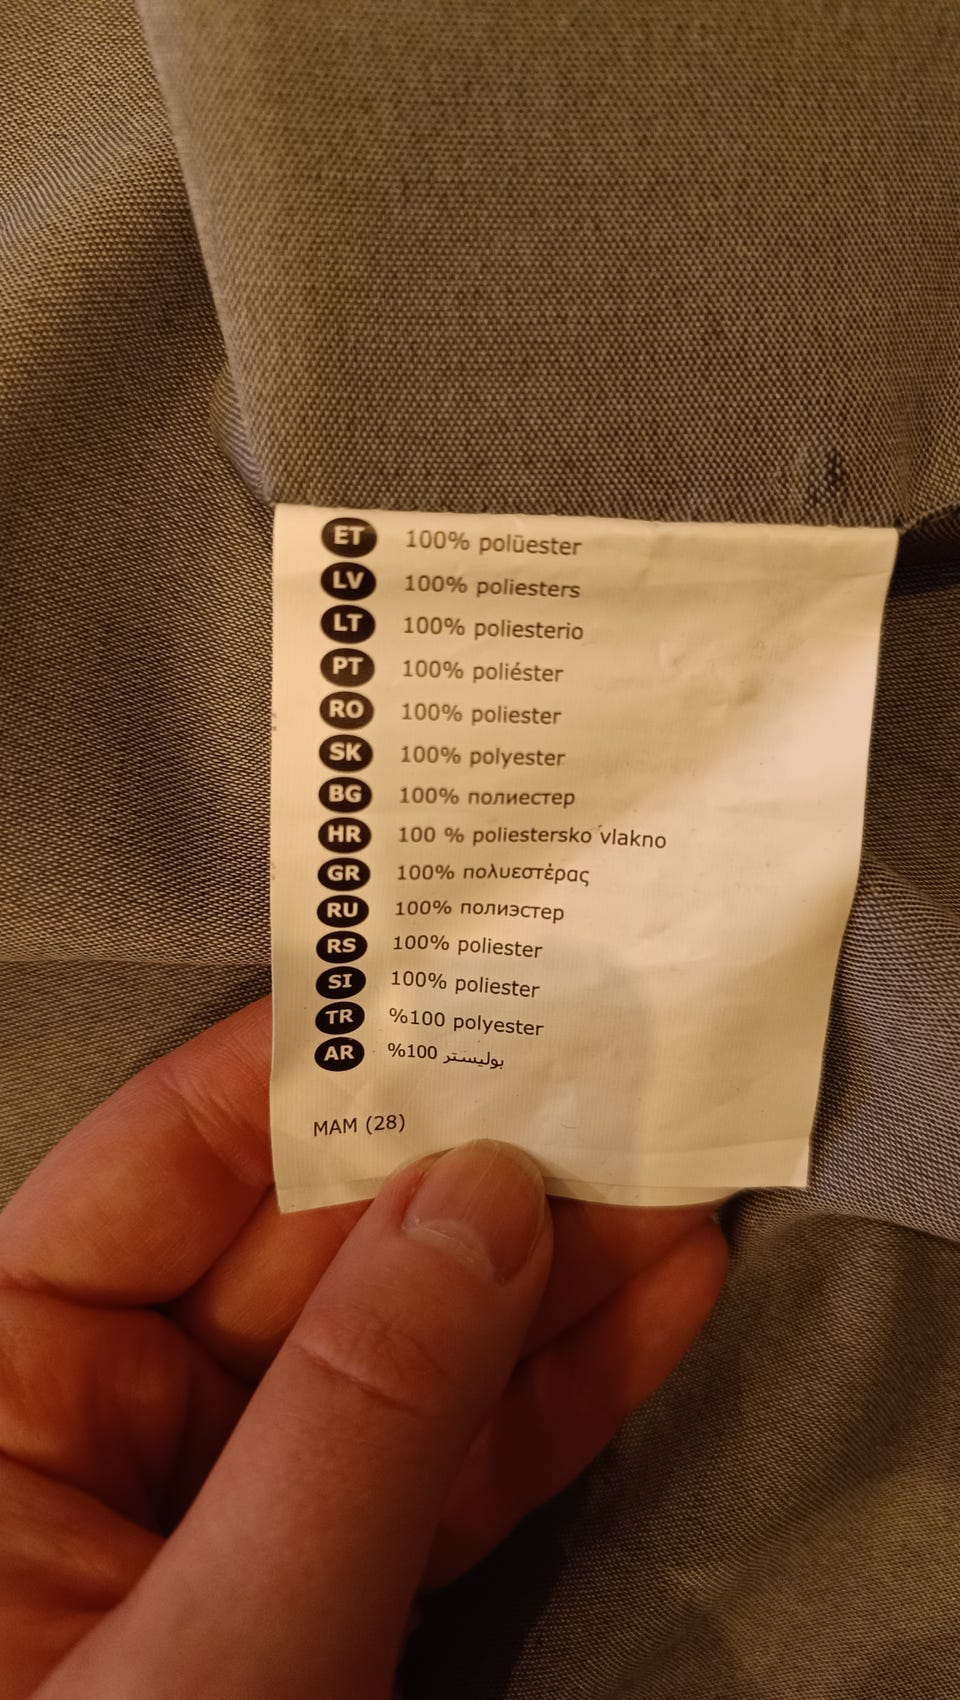 ET 100% polüester
LV 100% poliesters
LT 100% poliesterio
PT 100% poliéster
RO 100% poliester
SK 100% polyester
BG 100% полиестер
HR 100 % poliestersko vlakno
GR 100% πολυεστέρας
RU 100% полиэстер
RS 100% poliester
SI 100% poliester
TR %100 polyester
AR %100 بوليستر
MAM (28)